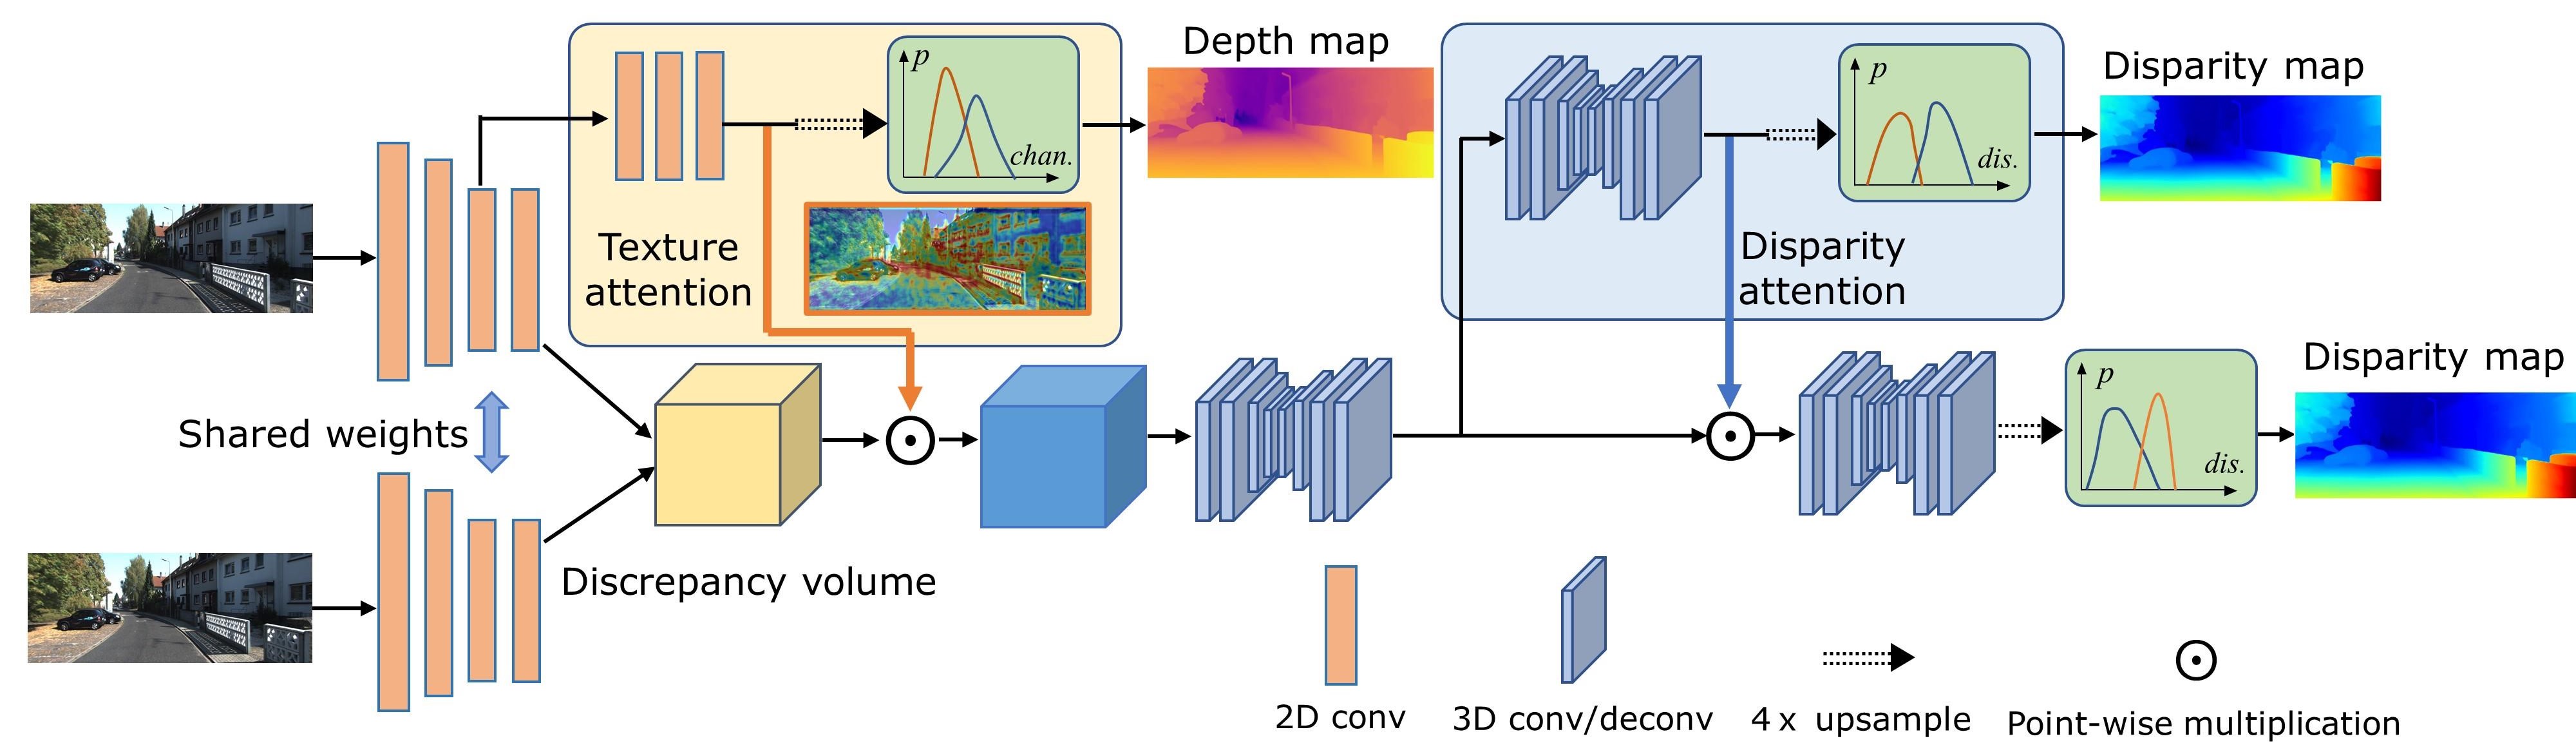 Depth map
p
chan.
Texture
attention
p
dis.
Disparity map
Disparity
attention
Shared weights
Discrepancy volume
p
dis.
Disparity map
2D conv
3D conv/deconv
4 x upsample
Point-wise multiplication